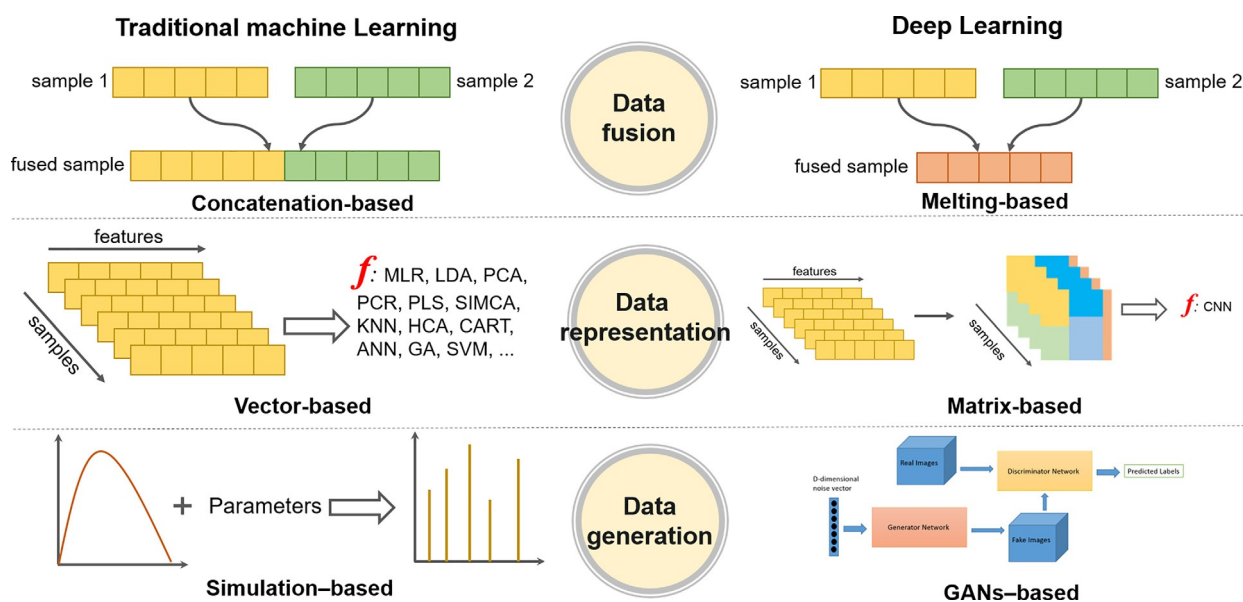 Traditional machine Learning
Deep Learning
sample 1
sample 2
fused sample
Concatenation-based
Data
fusion
sample 1
sample 2
fused sample
Melting-based
features
samples
f: MLR, LDA, PCA,
PCR, PLS, SIMCA,
KNN, HCA, CART,
ANN, GA, SVM, ...
Vector-based
Data
representation
features
samples
samples
f: CNN
Matrix-based
+ Parameters
Simulation–based
Data
generation
D-dimensional
noise vector
Real Images
Discriminator Network
Predicted Labels
Generator Network
Fake Images
GANs–based